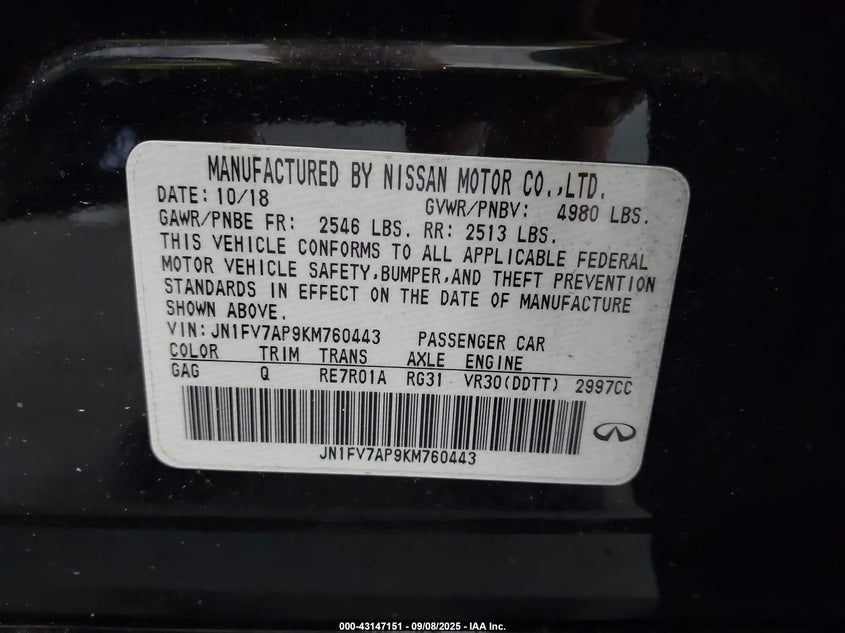 MANUFACTURED BY NISSAN MOTOR CO.,LTD.
DATE: 10/18 GVWR/PNBV: 4980 LBS.
GAWR/PNBE FR: 2546 LBS. RR: 2513 LBS.
THIS VEHICLE CONFORMS TO ALL APPLICABLE FEDERAL
MOTOR VEHICLE SAFETY,BUMPER,AND THEFT PREVENTION
STANDARDS IN EFFECT ON THE DATE OF MANUFACTURE
SHOWN ABOVE.
VIN:JN1FV7AP9KM760443 PASSENGER CAR
COLOR TRIM TRANS AXLE ENGINE
GAG Q RE7R01A RG31 VR30(DDTT) 2997CC
JN1FV7AP9KM760443
000-43147151 - 09/08/2025 - IAA Inc.